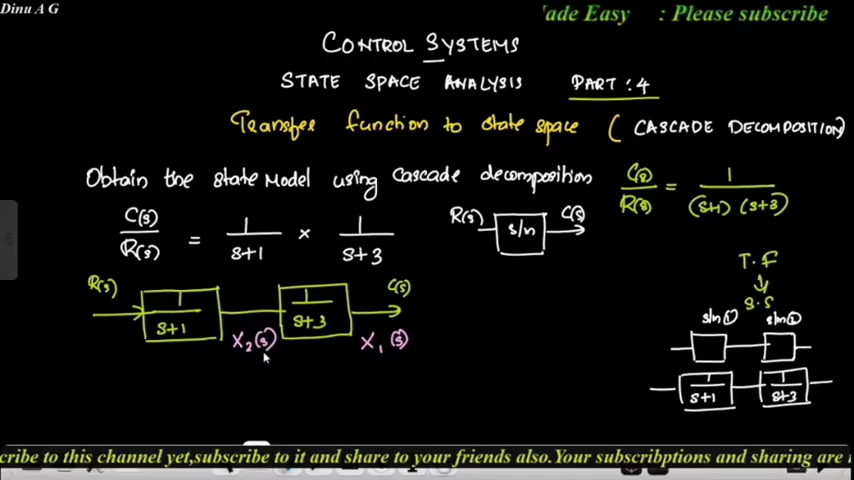 Dinu A G
ade Easy : Please subscribe
CONTROL SYSTEMS
STATE SPACE ANALYSIS PART : 4
Transfer function to state space ( CASCADE DECOMPOSITION)
Obtain the state Model using Cascade decomposition C(s)/R(s) = 1/(s+1) (s+3)
C(s)/R(s) = 1/s+1 × 1/s+3
R(s) s/n C(s)
T.F
↓
S.S
R(s) 1/s+1 X₂(s) 1/s+3 C(s) X₁(s)
s/n① s/n②
1/s+1 1/s+3
cribe to this channel yet,subscribe to it and share to your friends also.Your subscribptions and sharing are